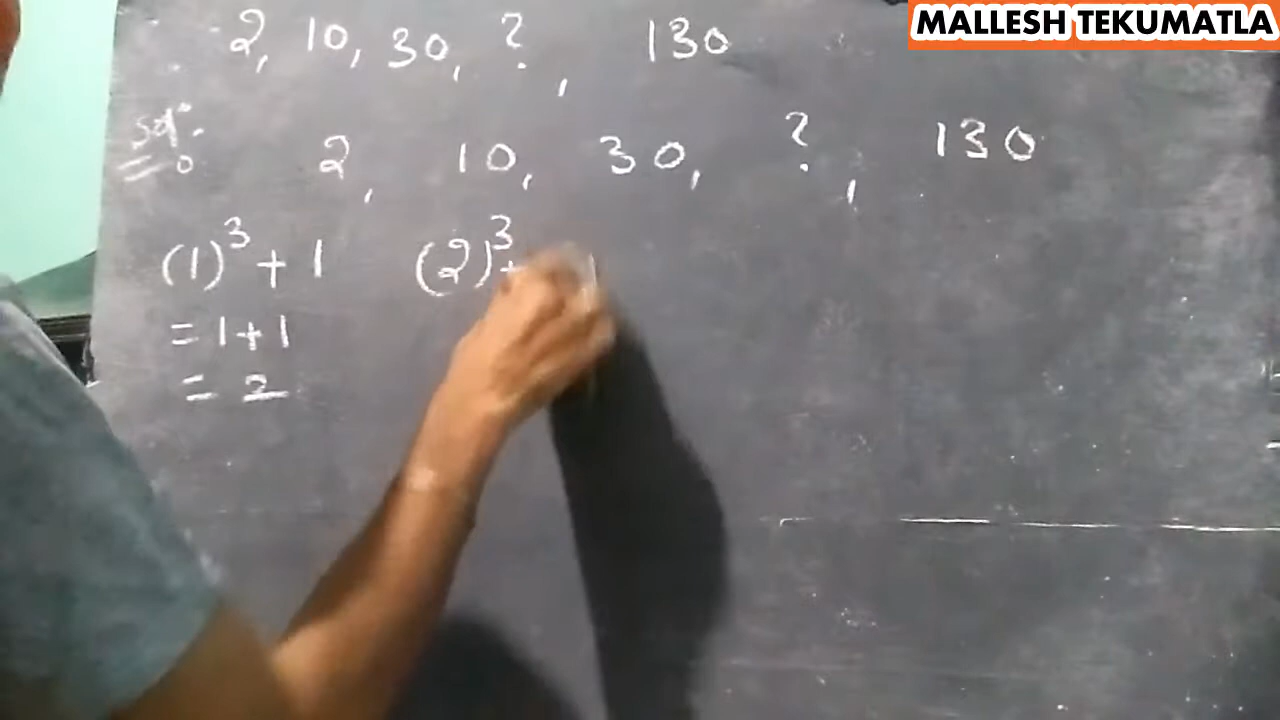 MALLESH TEKUMATLA
2, 10, 30, ?, 130
Sol:-
2, 10, 30, ?, 130
(1)³ + 1 (2)³ +
= 1 + 1
= 2